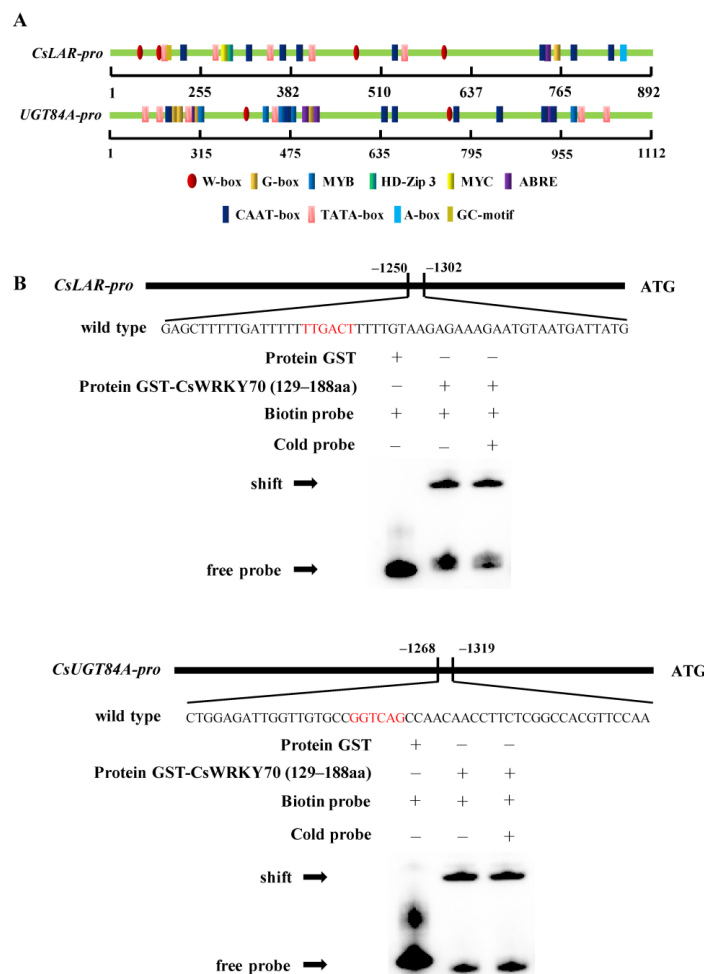 A
CsLAR-pro
1 255 382 510 637 765 892
UGT84A-pro
1 315 475 635 795 955 1112
W-box G-box MYB HD-Zip 3 MYC ABRE
CAAT-box TATA-box A-box GC-motif
B
–1250 –1302
CsLAR-pro ATG
wild type GAGCTTTTTGATTTTTTTGACTTTTTGTAAGAGAAAGAATGTAATGATTATG
Protein GST + – –
Protein GST-CsWRKY70 (129–188aa) – + +
Biotin probe + + +
Cold probe – – +
shift
free probe
–1268 –1319
CsUGT84A-pro ATG
wild type CTGGAGATTGGTTGTGCCGGTCAGCCAACAACCTTCTCGGCCACGTTCCAA
Protein GST + – –
Protein GST-CsWRKY70 (129–188aa) – + +
Biotin probe + + +
Cold probe – – +
shift
free probe